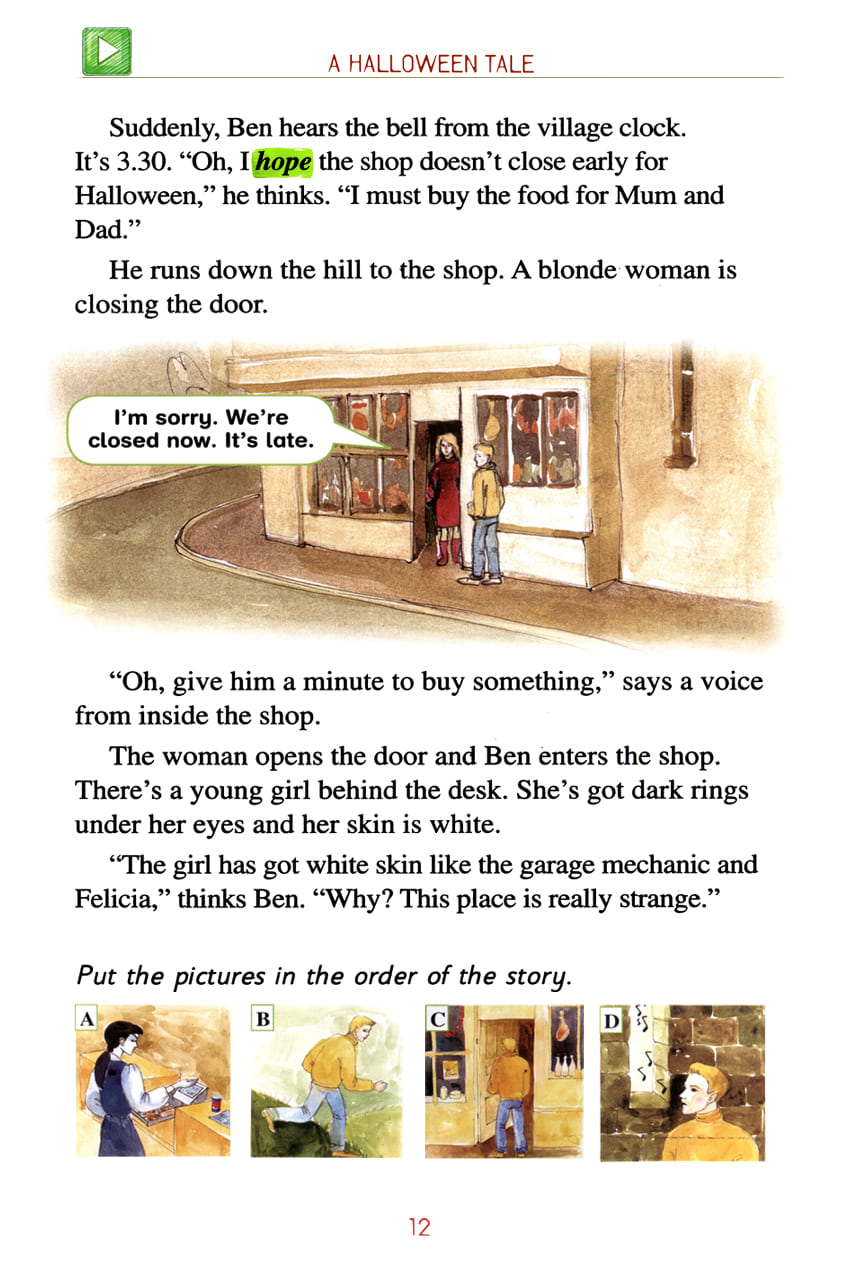 A HALLOWEEN TALE
Suddenly, Ben hears the bell from the village clock.
It’s 3.30. “Oh, I hope the shop doesn’t close early for
Halloween,” he thinks. “I must buy the food for Mum and
Dad.”
He runs down the hill to the shop. A blonde woman is
closing the door.
I’m sorry. We’re
closed now. It’s late.
“Oh, give him a minute to buy something,” says a voice
from inside the shop.
The woman opens the door and Ben enters the shop.
There’s a young girl behind the desk. She’s got dark rings
under her eyes and her skin is white.
“The girl has got white skin like the garage mechanic and
Felicia,” thinks Ben. “Why? This place is really strange.”
Put the pictures in the order of the story.
A B C D
12